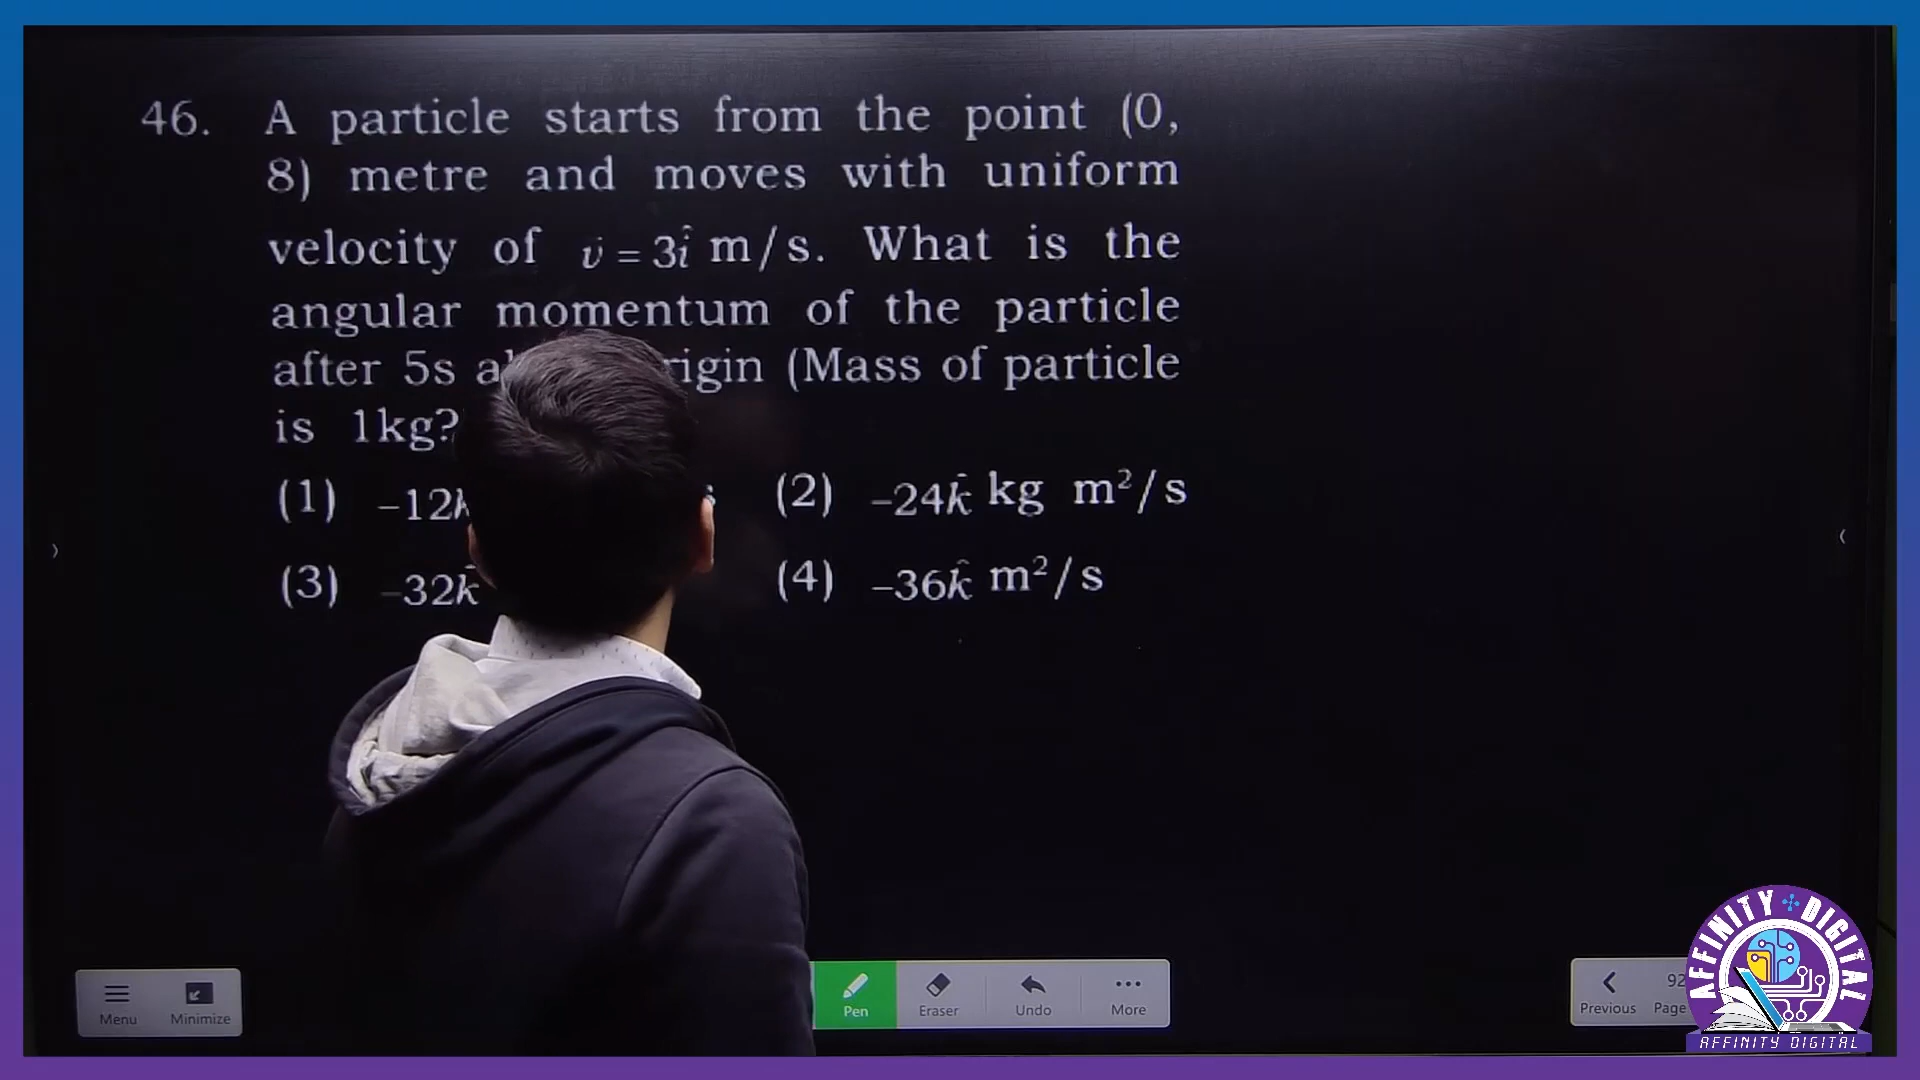 46. A particle starts from the point (0,
8) metre and moves with uniform
velocity of v⃗ = 3î m/s. What is the
angular momentum of the particle
after 5s (Mass of particle
is 1kg?
(1) –12 (2) –24k̂ kg m²/s
(3) –32k̂ (4) –36k̂ m²/s
Menu Minimize Pen Eraser Undo More Previous Page
AFFINITY DIGITAL
AFFINITY DIGITAL